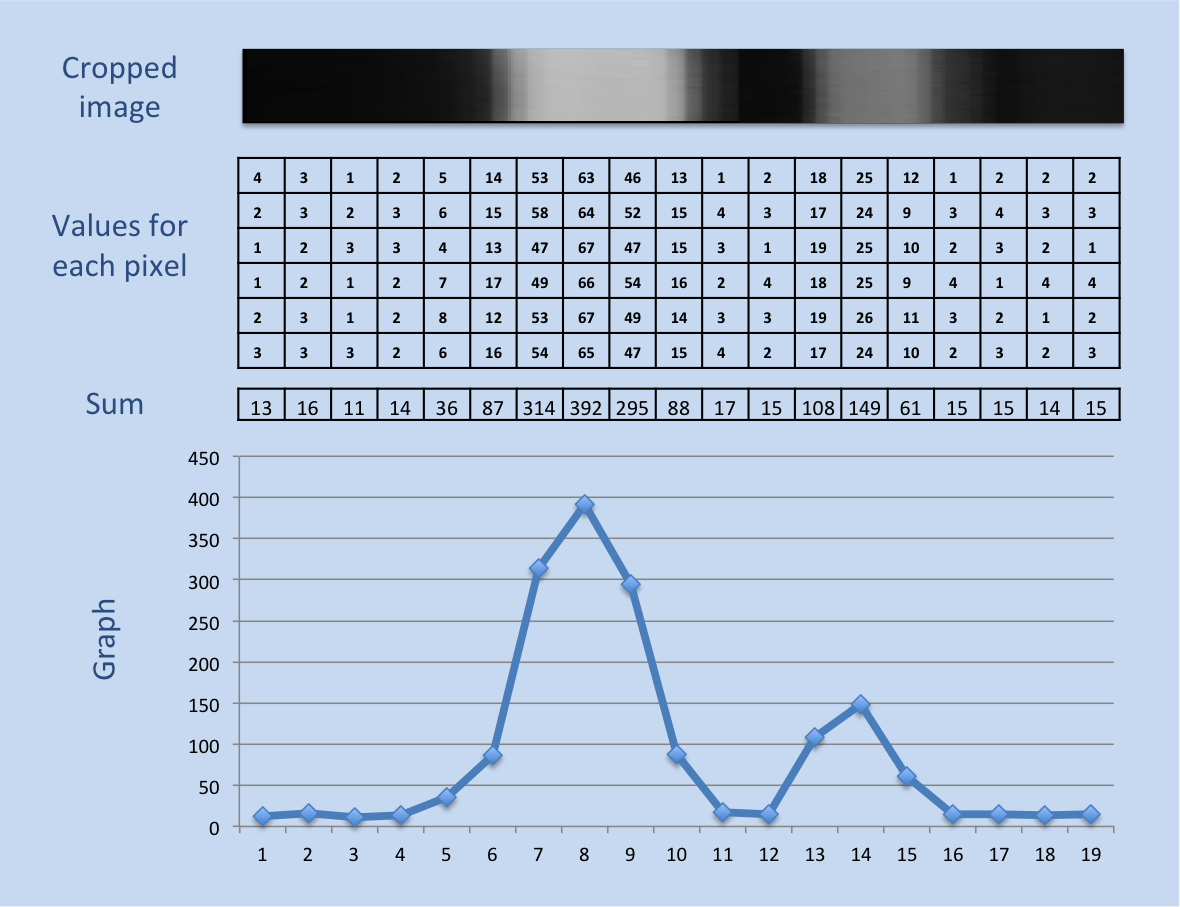 Cropped
image
Values for
each pixel
4 3 1 2 5 14 53 63 46 13 1 2 18 25 12 1 2 2 2
2 3 2 3 6 15 58 64 52 15 4 3 17 24 9 3 4 3 3
1 2 3 3 4 13 47 67 47 15 3 1 19 25 10 2 3 2 1
1 2 1 2 7 17 49 66 54 16 2 4 18 25 9 4 1 4 4
2 3 1 2 8 12 53 67 49 14 3 3 19 26 11 3 2 1 2
3 3 3 2 6 16 54 65 47 15 4 2 17 24 10 2 3 2 3
Sum
13 16 11 14 36 87 314 392 295 88 17 15 108 149 61 15 15 14 15
Graph
450
400
350
300
250
200
150
100
50
0
1 2 3 4 5 6 7 8 9 10 11 12 13 14 15 16 17 18 19